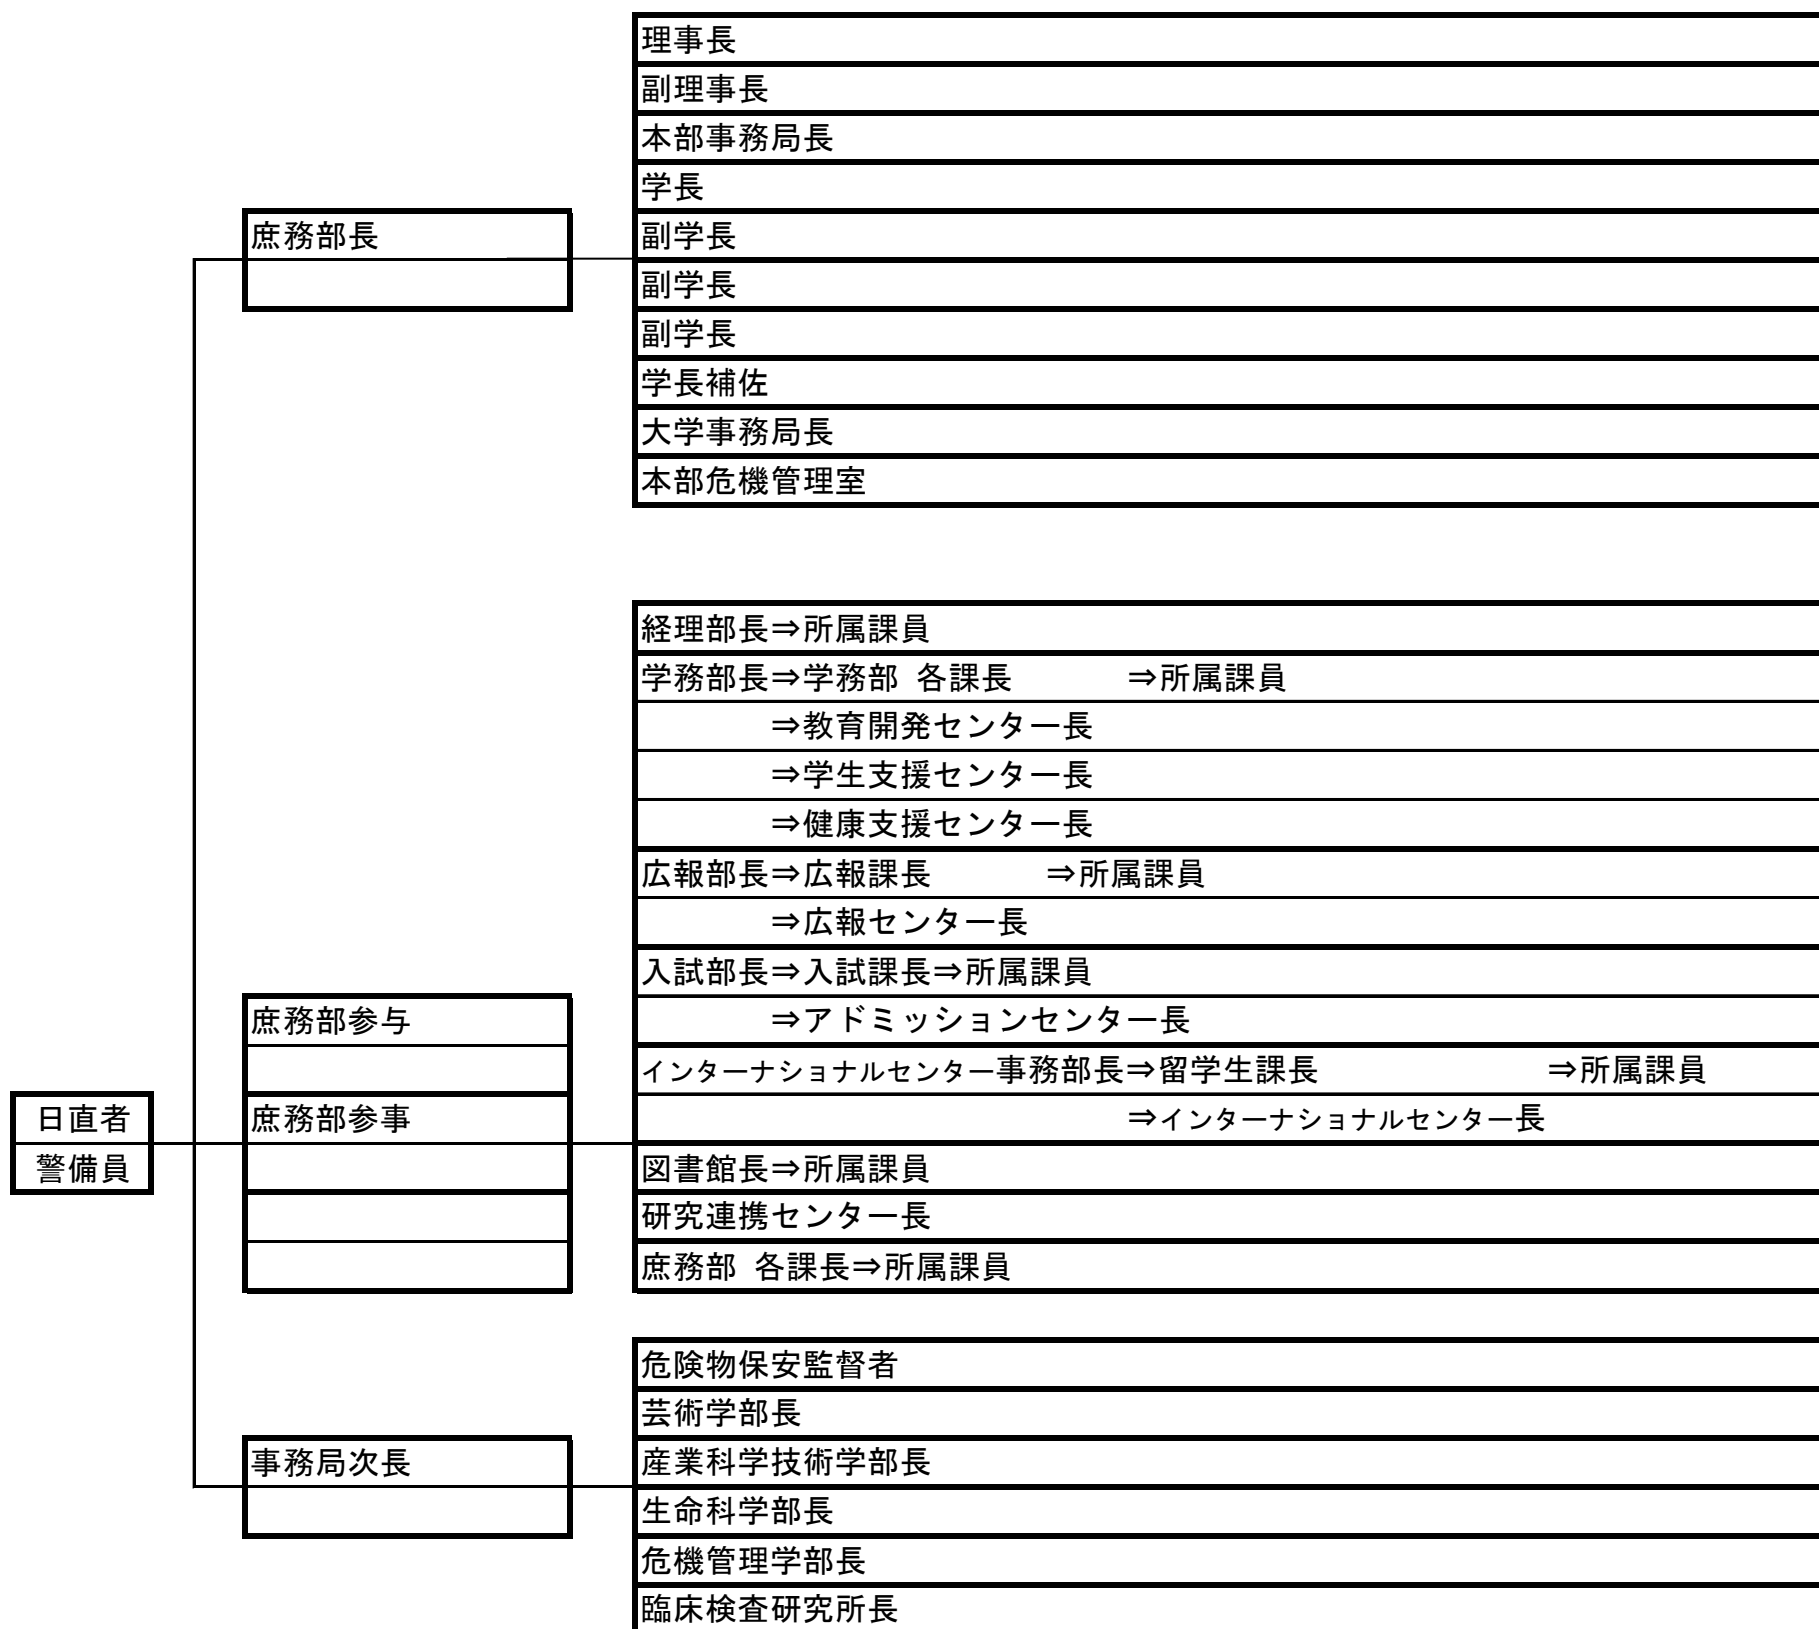 理事長
副理事長
本部事務局長
学長
庶務部長
副学長
副学長
副学長
学長補佐
大学事務局長
本部危機管理室
経理部長⇒所属課員
学務部長⇒学務部 各課長 ⇒所属課員
⇒教育開発センター長
⇒学生支援センター長
⇒健康支援センター長
広報部長⇒広報課長 ⇒所属課員
⇒広報センター長
入試部長⇒入試課長⇒所属課員
庶務部参与
⇒アドミッションセンター長
インターナショナルセンター事務部長⇒留学生課長 ⇒所属課員
日直者
庶務部参事
⇒インターナショナルセンター長
警備員
図書館長⇒所属課員
研究連携センター長
庶務部 各課長⇒所属課員
危険物保安監督者
芸術学部長
事務局次長
産業科学技術学部長
生命科学部長
危機管理学部長
臨床検査研究所長